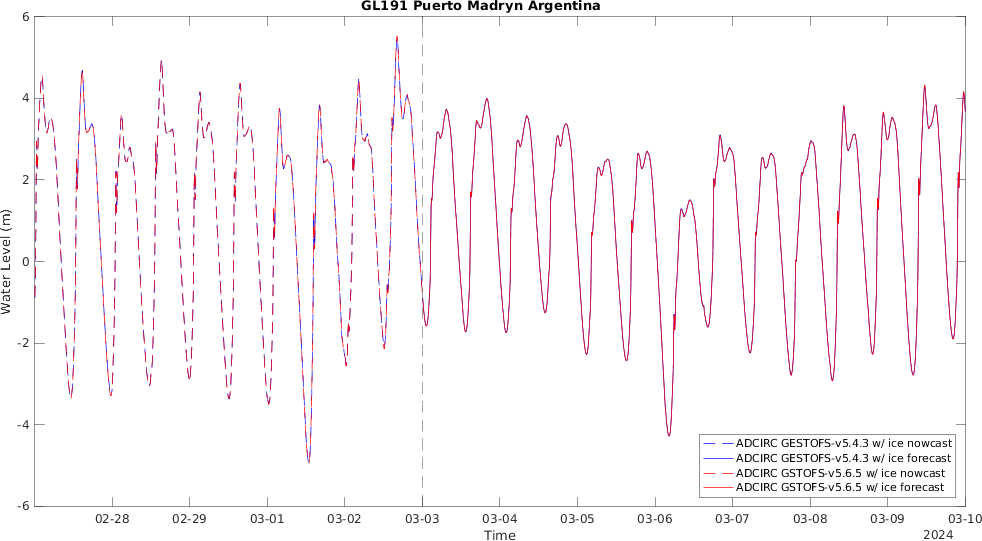 GL191 Puerto Madryn Argentina
6
4
2
0
-2
-4
-6
Water Level (m)
ADCIRC GESTOFS-v5.4.3 w/ ice nowcast
ADCIRC GESTOFS-v5.4.3 w/ ice forecast
ADCIRC GSTOFS-v5.6.5 w/ ice nowcast
ADCIRC GSTOFS-v5.6.5 w/ ice forecast
02-28 02-29 03-01 03-02 03-03 03-04 03-05 03-06 03-07 03-08 03-09 03-10
Time
2024